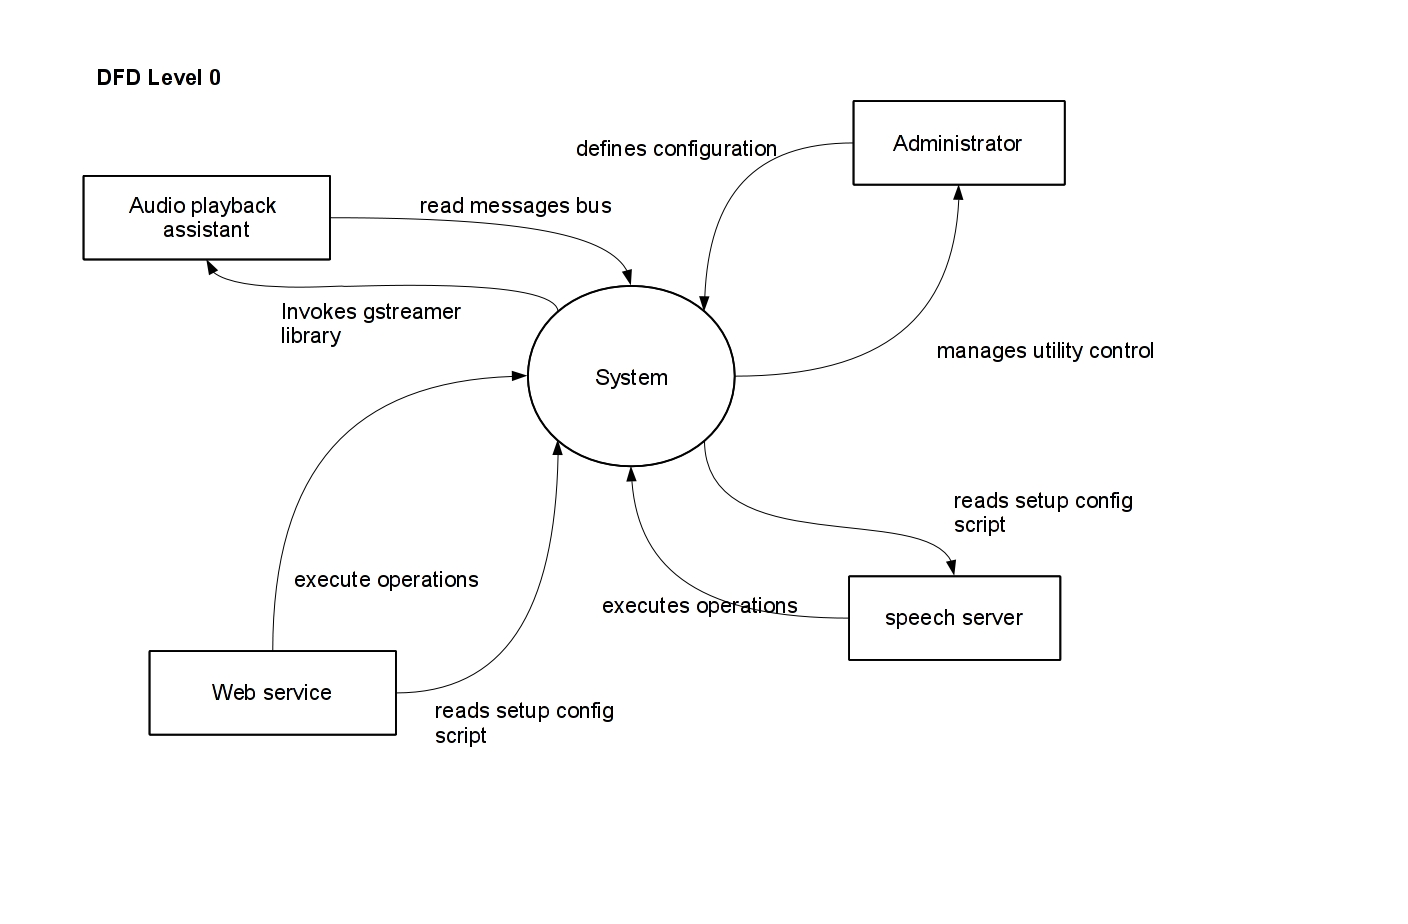 DFD Level 0
Administrator
defines configuration
Audio playback
assistant
read messages bus
Invokes gstreamer
library
manages utility control
System
reads setup config
script
execute operations
executes operations
speech server
Web service
reads setup config
script